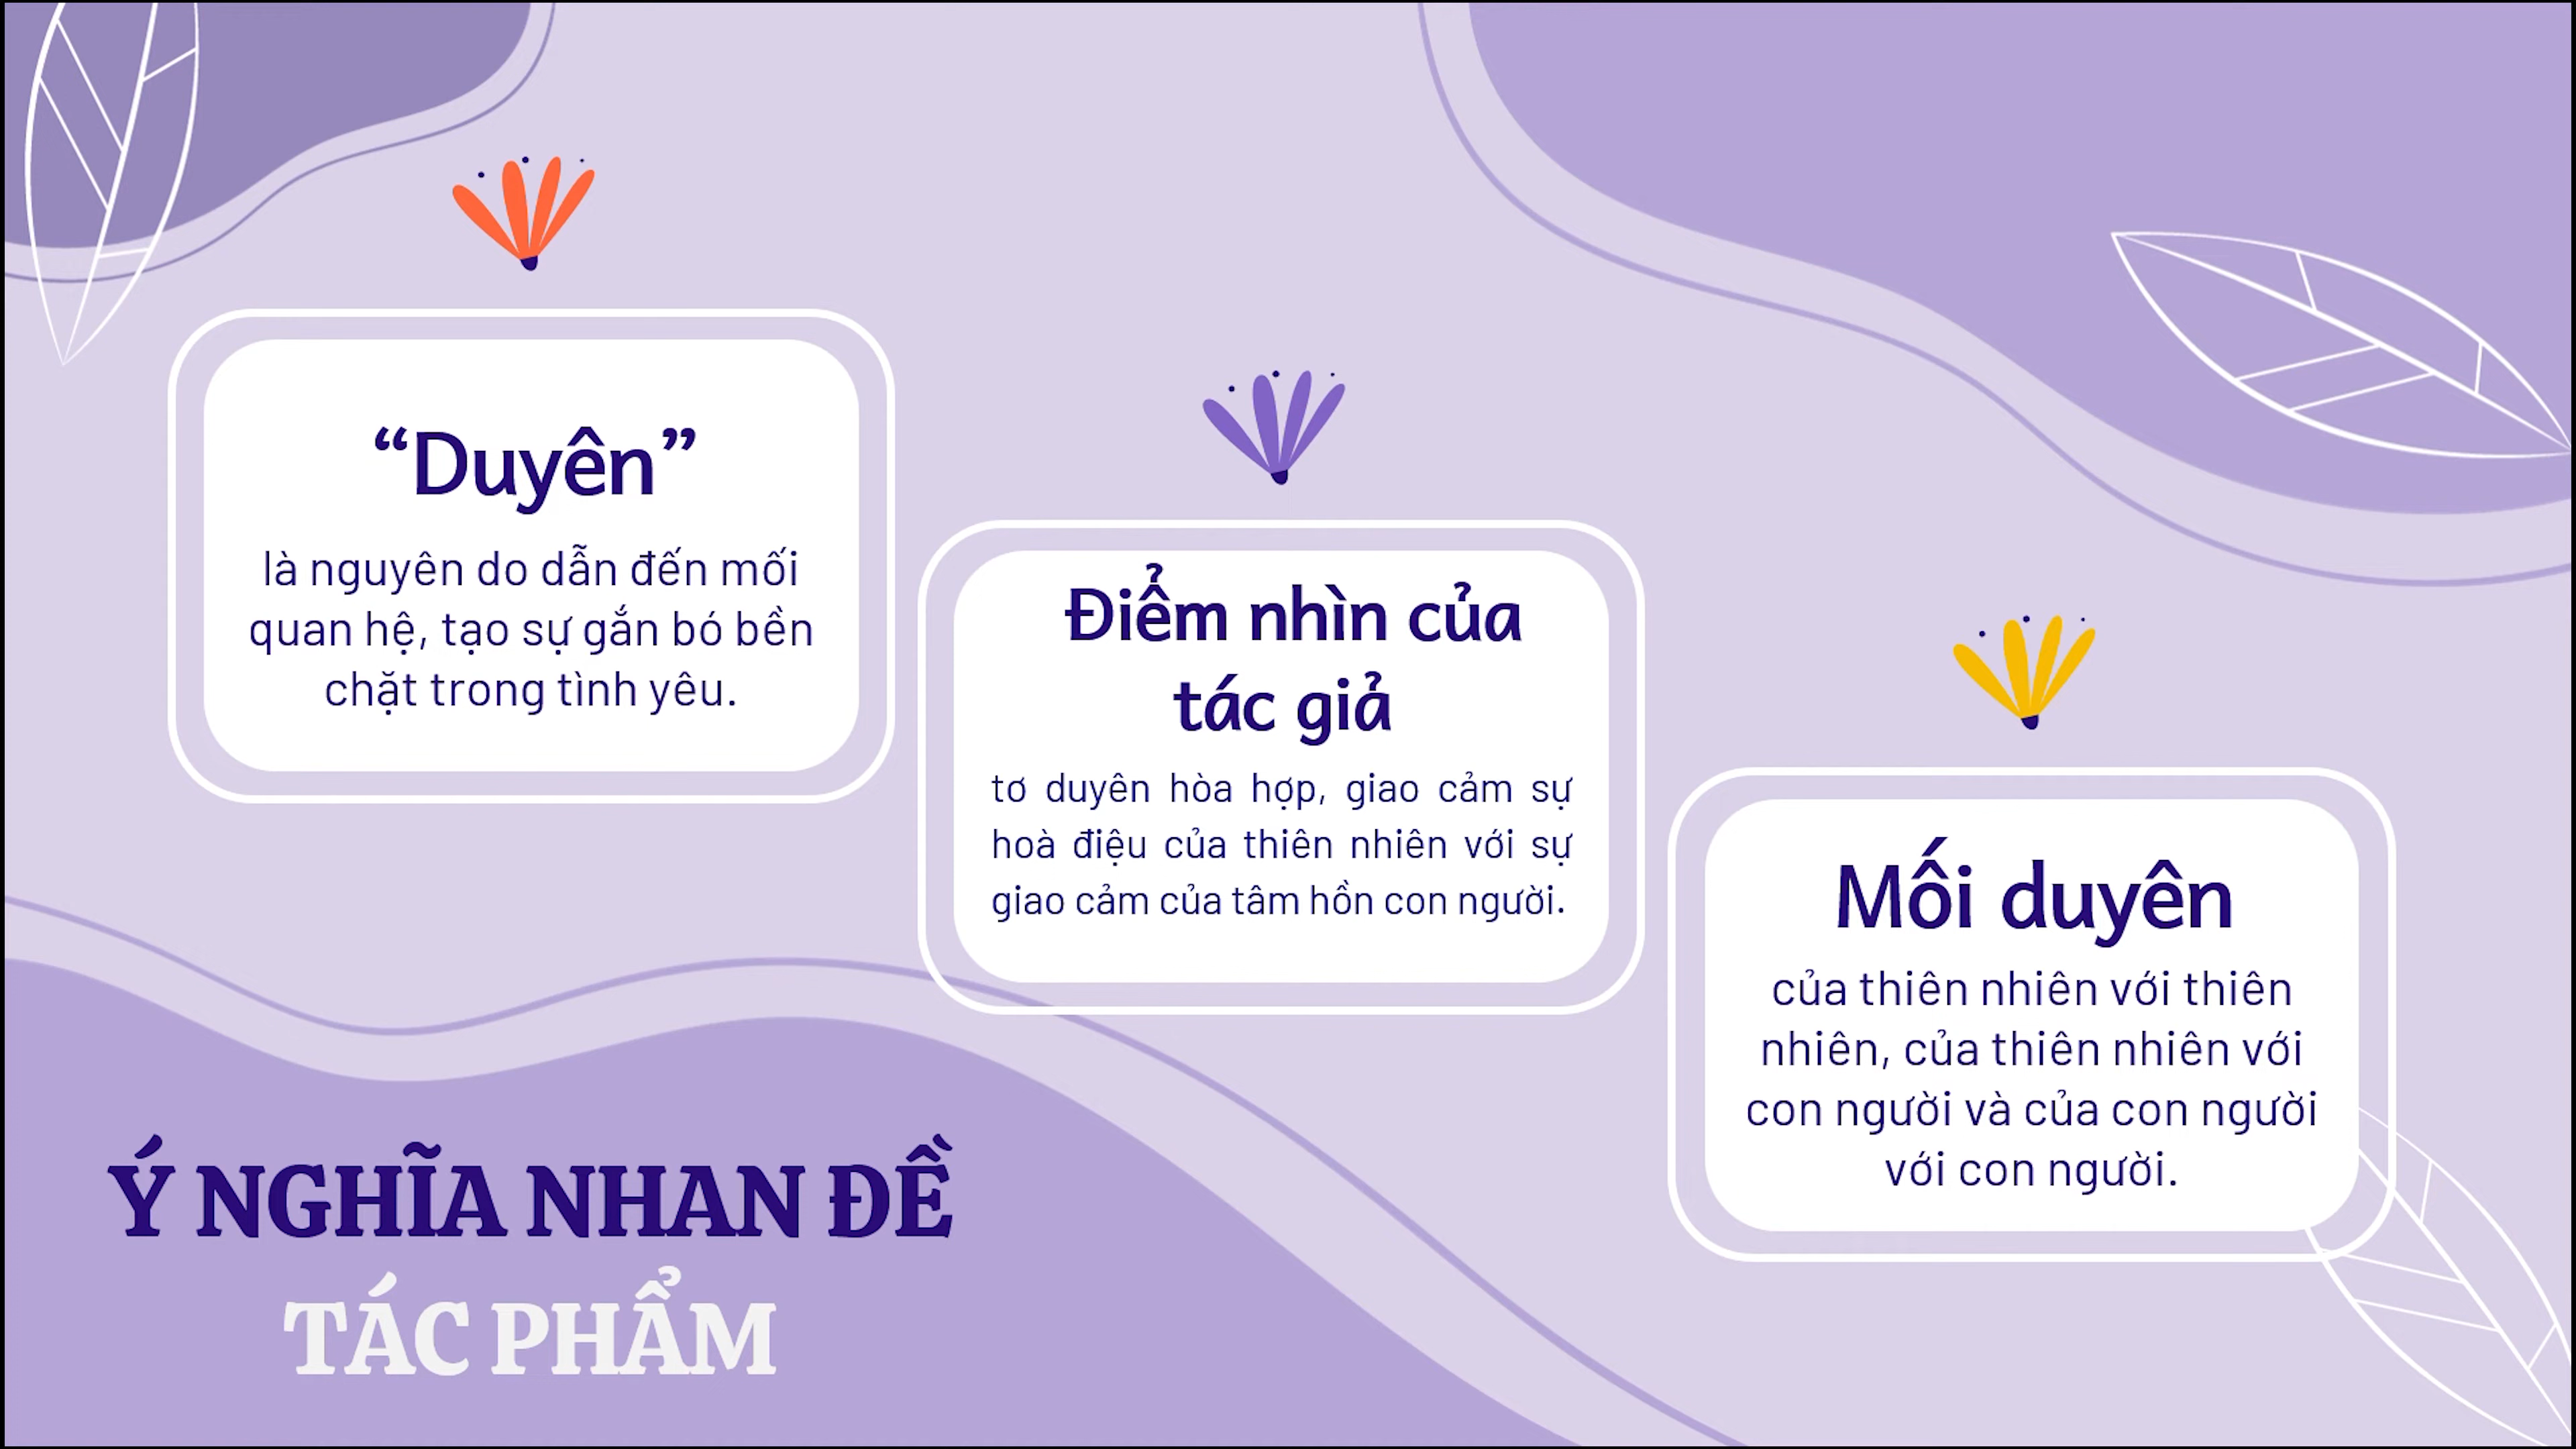 “Duyên”
là nguyên do dẫn đến mối
quan hệ, tạo sự gắn bó bền
chặt trong tình yêu.
Điểm nhìn của
tác giả
tơ duyên hòa hợp, giao cảm sự
hoà điệu của thiên nhiên với sự
giao cảm của tâm hồn con người.
Mối duyên
của thiên nhiên với thiên
nhiên, của thiên nhiên với
con người và của con người
với con người.
Ý NGHĨA NHAN ĐỀ
TÁC PHẨM